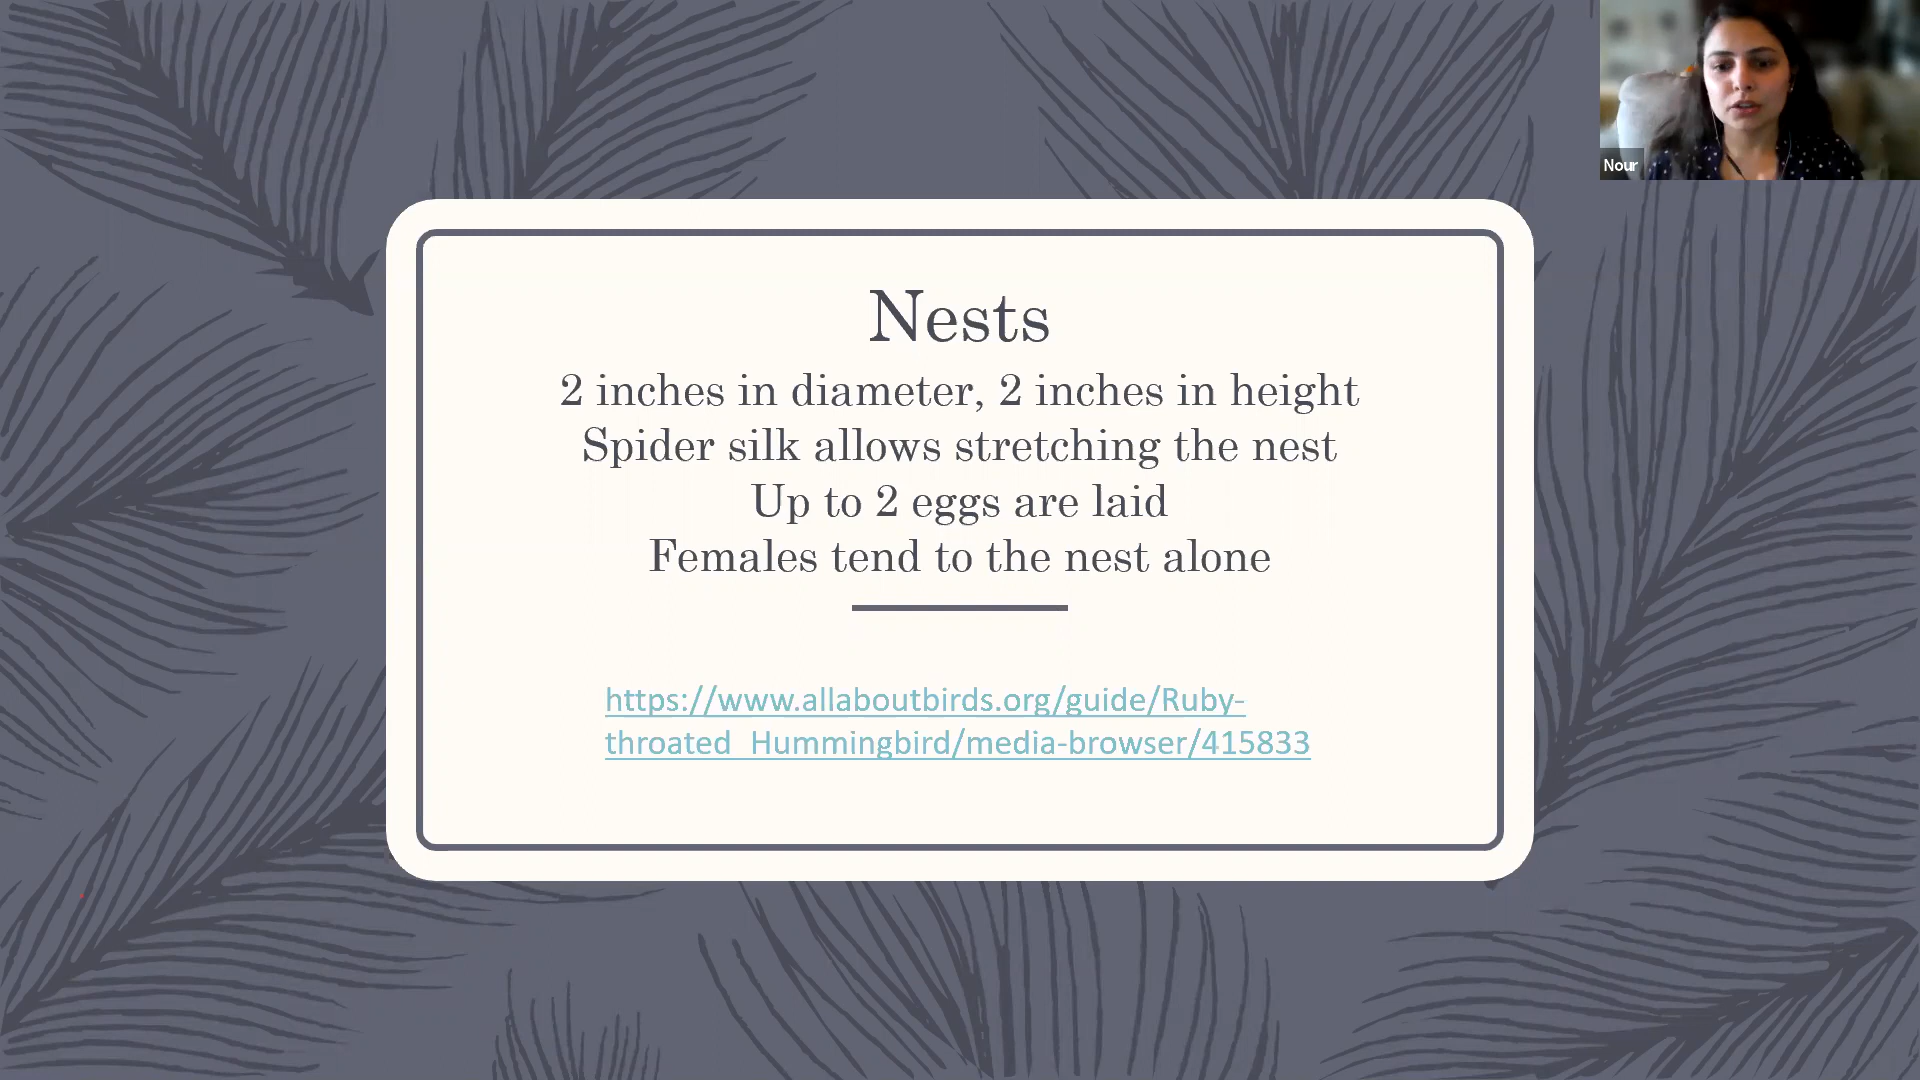 Nour
Nests
2 inches in diameter, 2 inches in height
Spider silk allows stretching the nest
Up to 2 eggs are laid
Females tend to the nest alone
https://www.allaboutbirds.org/guide/Ruby-
throated_Hummingbird/media-browser/415833